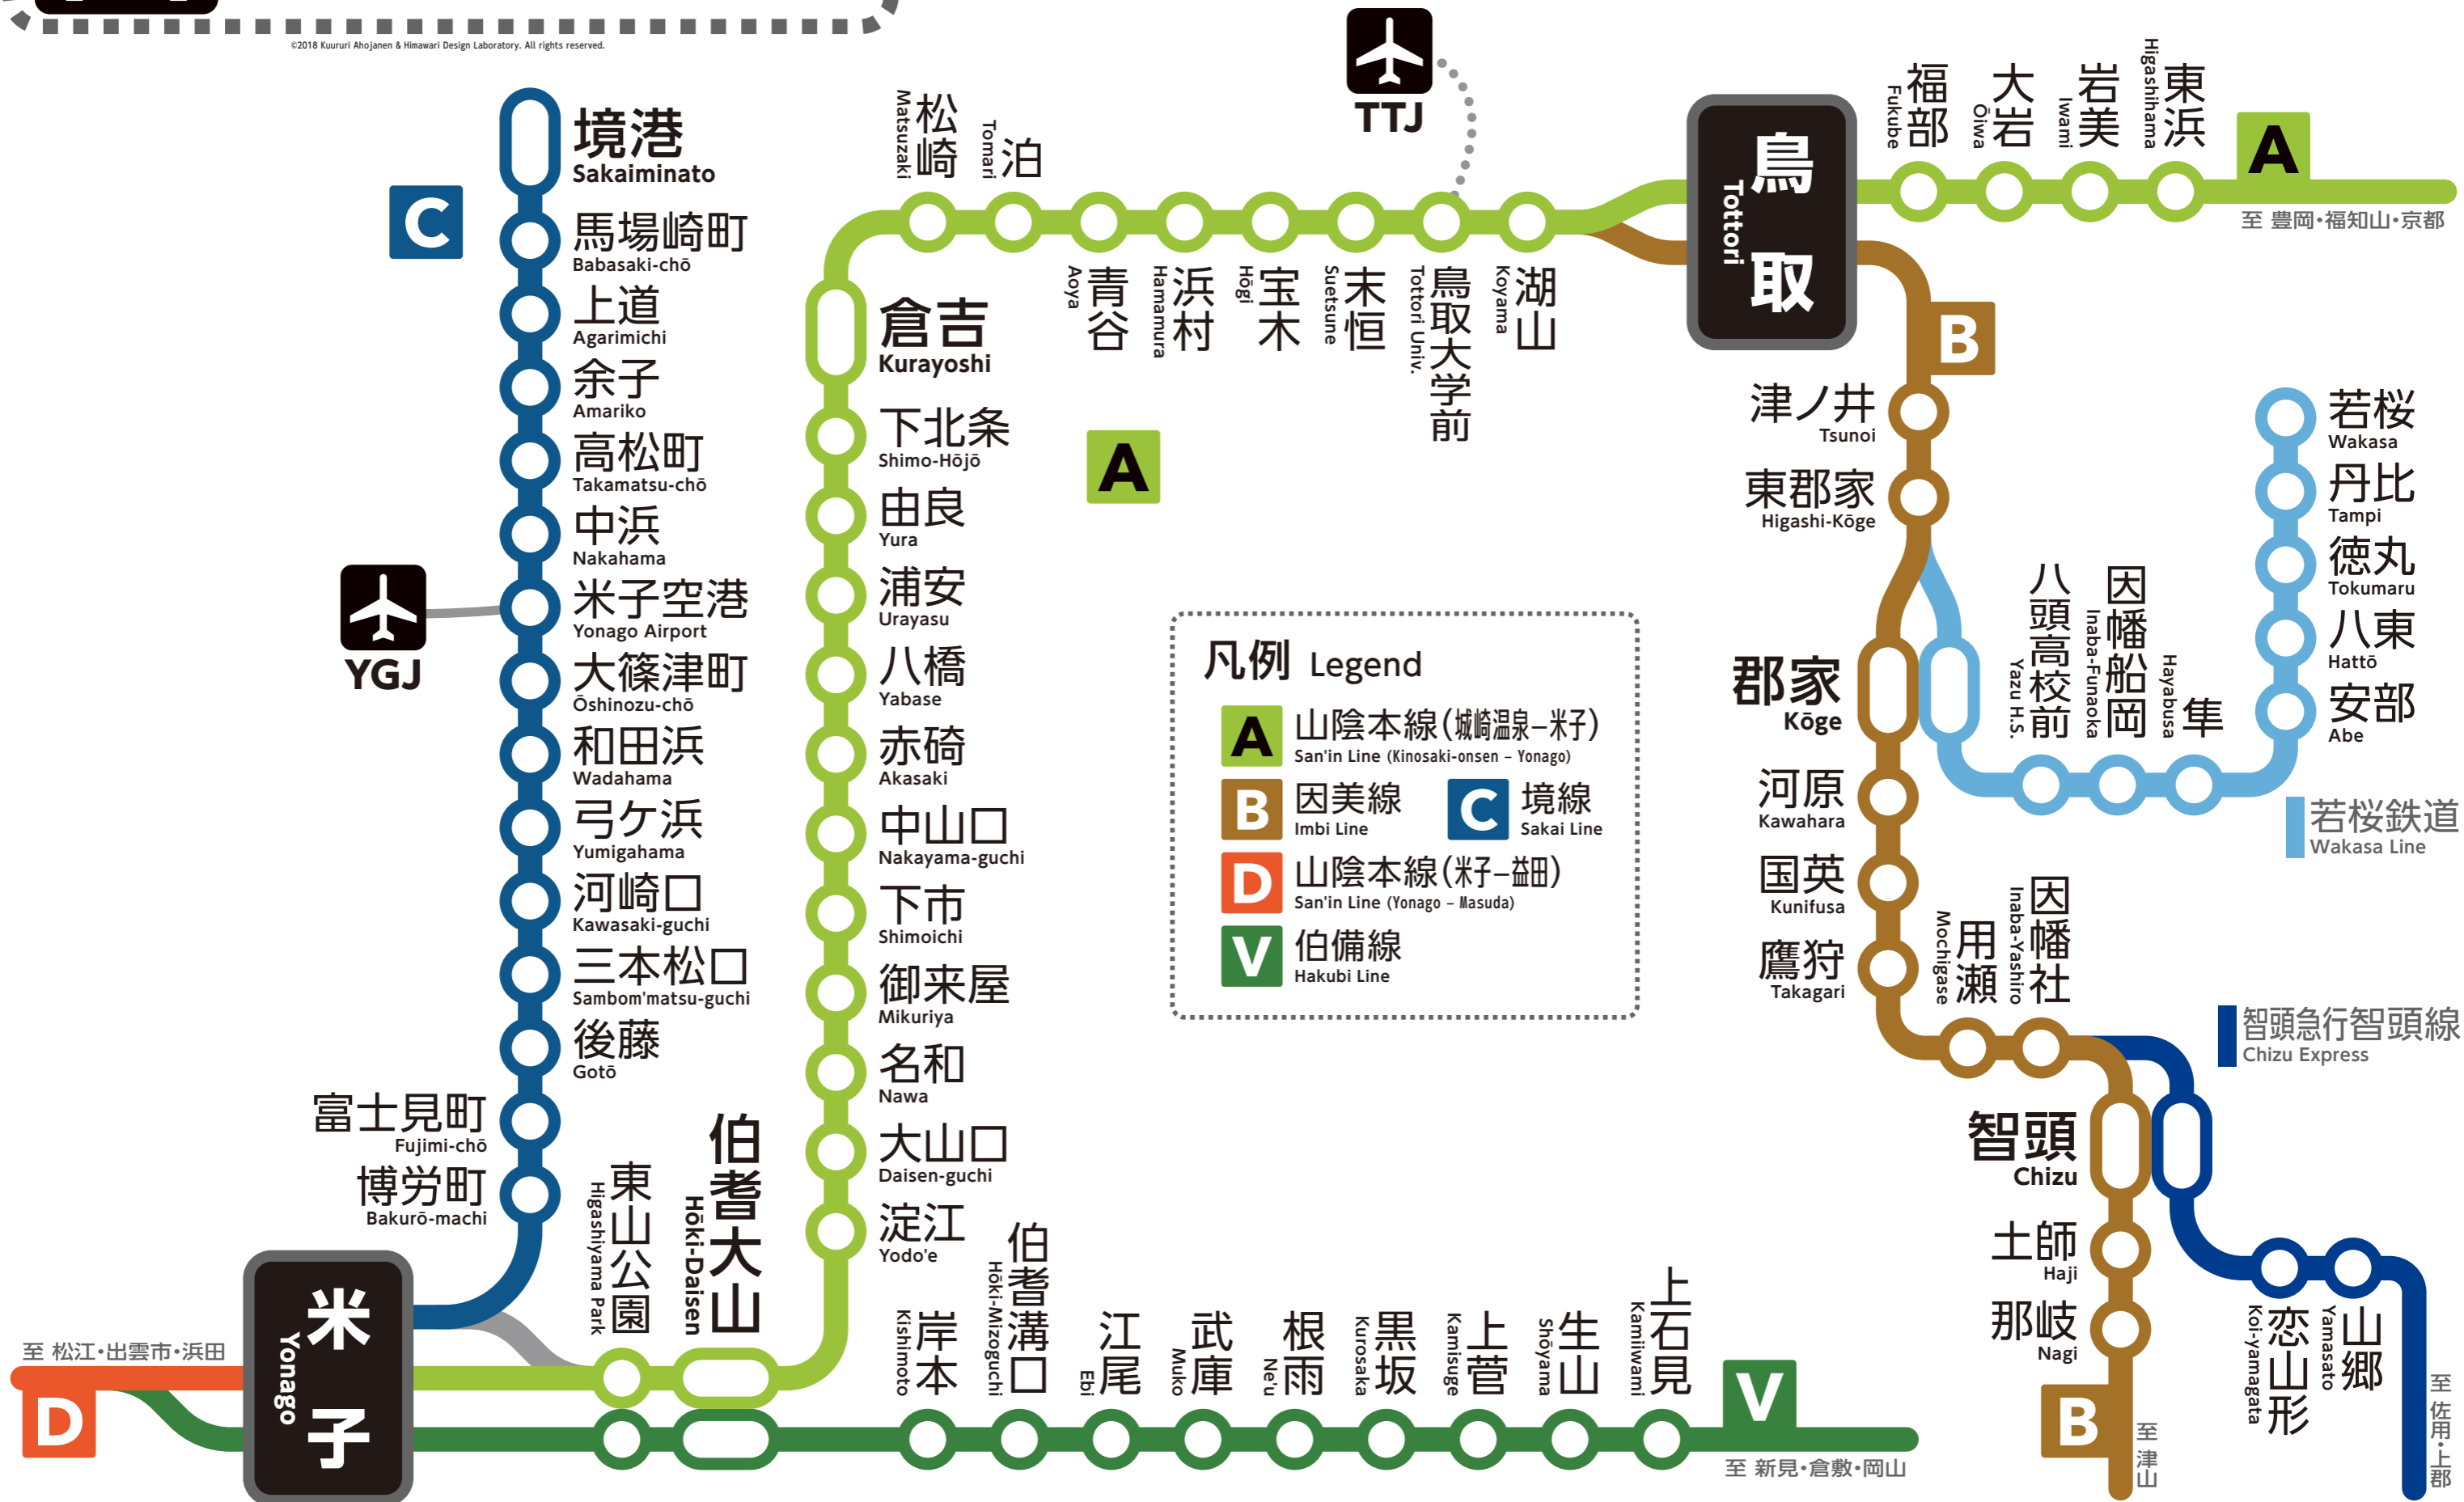 ©2018 Kuururi Ahojanen & Himawari Design Laboratory. All rights reserved.
TTJ
YGJ
C
境港
Sakaiminato
馬場崎町
Babasaki-chō
上道
Agarimichi
余子
Amariko
高松町
Takamatsu-chō
中浜
Nakahama
米子空港
Yonago Airport
大篠津町
Ōshinozu-chō
和田浜
Wadahama
弓ケ浜
Yumigahama
河崎口
Kawasaki-guchi
三本松口
Sambom'matsu-guchi
後藤
Gotō
富士見町
Fujimi-chō
博労町
Bakurō-machi
米子
Yonago
至 松江・出雲市・浜田
D
東山公園
Higashiyama Park
伯耆大山
Hōki-Daisen
淀江
Yodo'e
大山口
Daisen-guchi
名和
Nawa
御来屋
Mikuriya
下市
Shimoichi
中山口
Nakayama-guchi
赤碕
Akasaki
八橋
Yabase
浦安
Urayasu
由良
Yura
下北条
Shimo-Hōjō
倉吉
Kurayoshi
A
松崎
Matsuzaki
泊
Tomari
青谷
Aoya
浜村
Hamamura
宝木
Hōgi
末恒
Suetsune
鳥取大学前
Tottori Univ.
湖山
Koyama
鳥取
Tottori
福部
Fukube
大岩
Ōiwa
岩美
Iwami
東浜
Higashihama
A
至 豊岡・福知山・京都
B
津ノ井
Tsunoi
東郡家
Higashi-Kōge
郡家
Kōge
河原
Kawahara
国英
Kunifusa
鷹狩
Takagari
用瀬
Mochigase
因幡社
Inaba-Yashiro
智頭
Chizu
土師
Haji
那岐
Nagi
B
至 津山
八頭高校前
Yazu H.S.
因幡船岡
Inaba-Funaoka
隼
Hayabusa
安部
Abe
八東
Hattō
徳丸
Tokumaru
丹比
Tampi
若桜
Wakasa
若桜鉄道
Wakasa Line
智頭急行智頭線
Chizu Express
恋山形
Koi-yamagata
山郷
Yamasato
至 佐用・上郡
岸本
Kishimoto
伯耆溝口
Hōki-Mizoguchi
江尾
Ebi
武庫
Muko
根雨
Ne'u
黒坂
Kurosaka
上菅
Kamisuge
生山
Shōyama
上石見
Kamiiwami
V
至 新見・倉敷・岡山
凡例 Legend
A 山陰本線(城崎温泉–米子)
San'in Line (Kinosaki-onsen – Yonago)
B 因美線
Imbi Line
C 境線
Sakai Line
D 山陰本線(米子–益田)
San'in Line (Yonago – Masuda)
V 伯備線
Hakubi Line